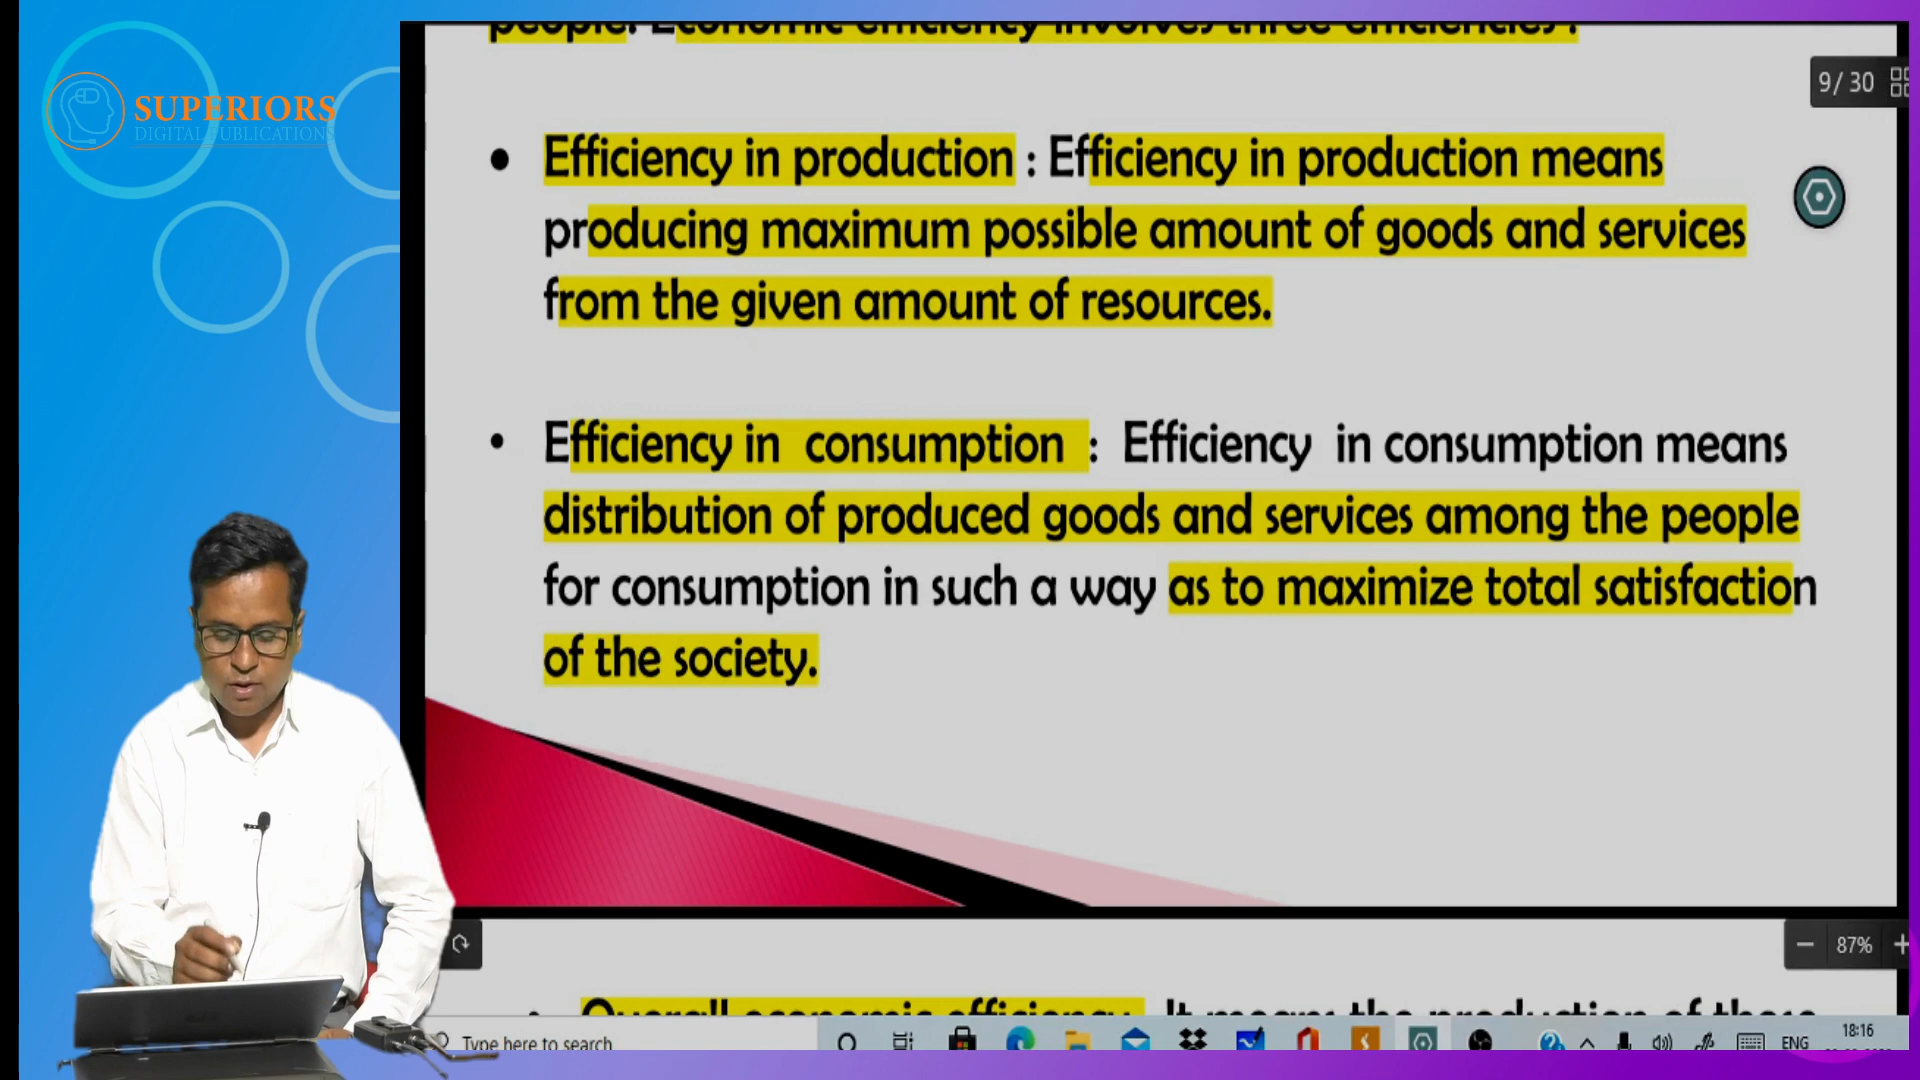 people. Economic efficiency involves three efficiencies :
9/ 30
SUPERIORS
DIGITAL PUBLICATIONS
• Efficiency in production : Efficiency in production means
producing maximum possible amount of goods and services
from the given amount of resources.
• Efficiency in consumption : Efficiency in consumption means
distribution of produced goods and services among the people
for consumption in such a way as to maximize total satisfaction
of the society.
87%
• Overall economic efficiency It means the production of those
Type here to search
ENG
18:16